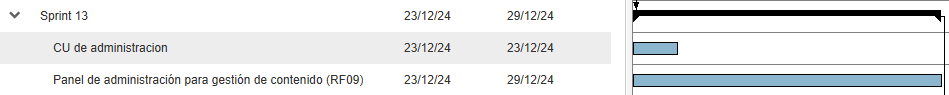 Sprint 13 23/12/24 29/12/24
CU de administracion 23/12/24 23/12/24
Panel de administración para gestión de contenido (RF09) 23/12/24 29/12/24